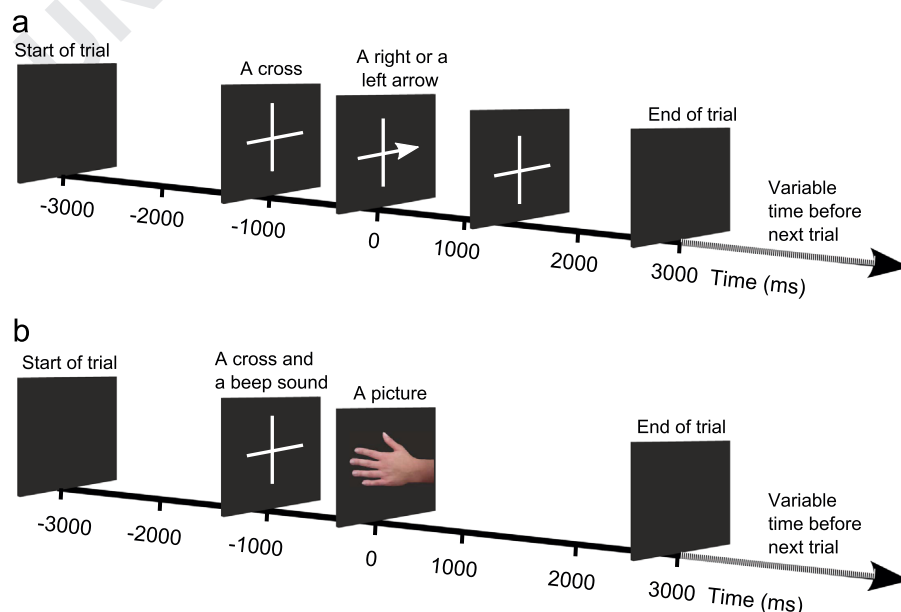 a
Start of trial
A cross
A right or a
left arrow
End of trial
Variable
time before
next trial
-3000
-2000
-1000
0
1000
2000
3000
Time (ms)
b
Start of trial
A cross and
a beep sound
A picture
End of trial
Variable
time before
next trial
-3000
-2000
-1000
0
1000
2000
3000
Time (ms)